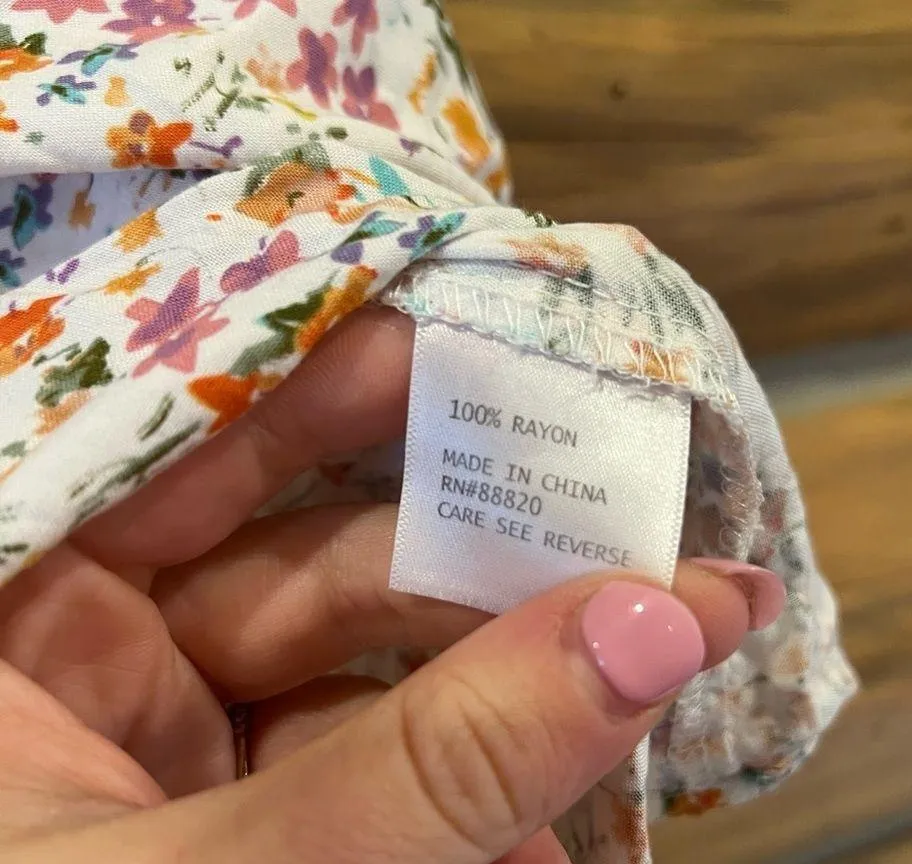 100% RAYON
MADE IN CHINA
RN#88820
CARE SEE REVERSE